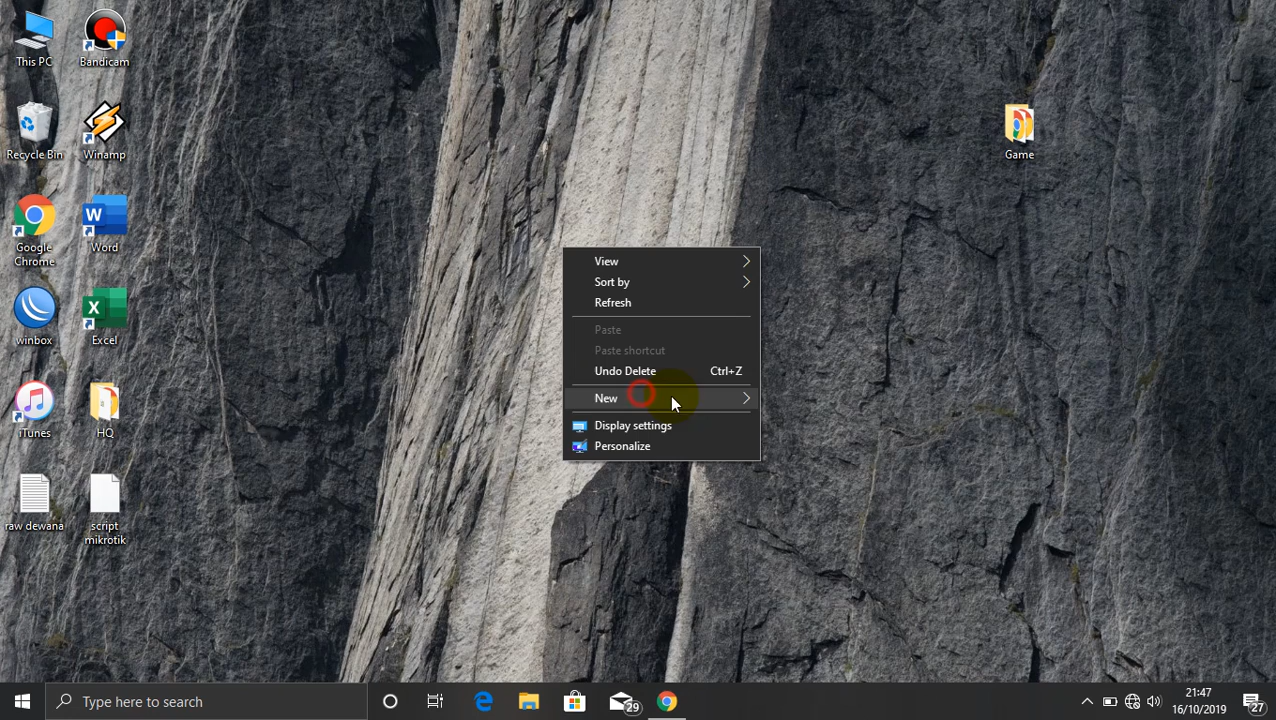 This PC
Bandicam
Recycle Bin
Winamp
Google
Chrome
Word
winbox
Excel
iTunes
HQ
raw dewana
script
mikrotik
Game
View
Sort by
Refresh
Paste
Paste shortcut
Undo Delete Ctrl+Z
New
Display settings
Personalize
Type here to search
29
21:47
16/10/2019
27